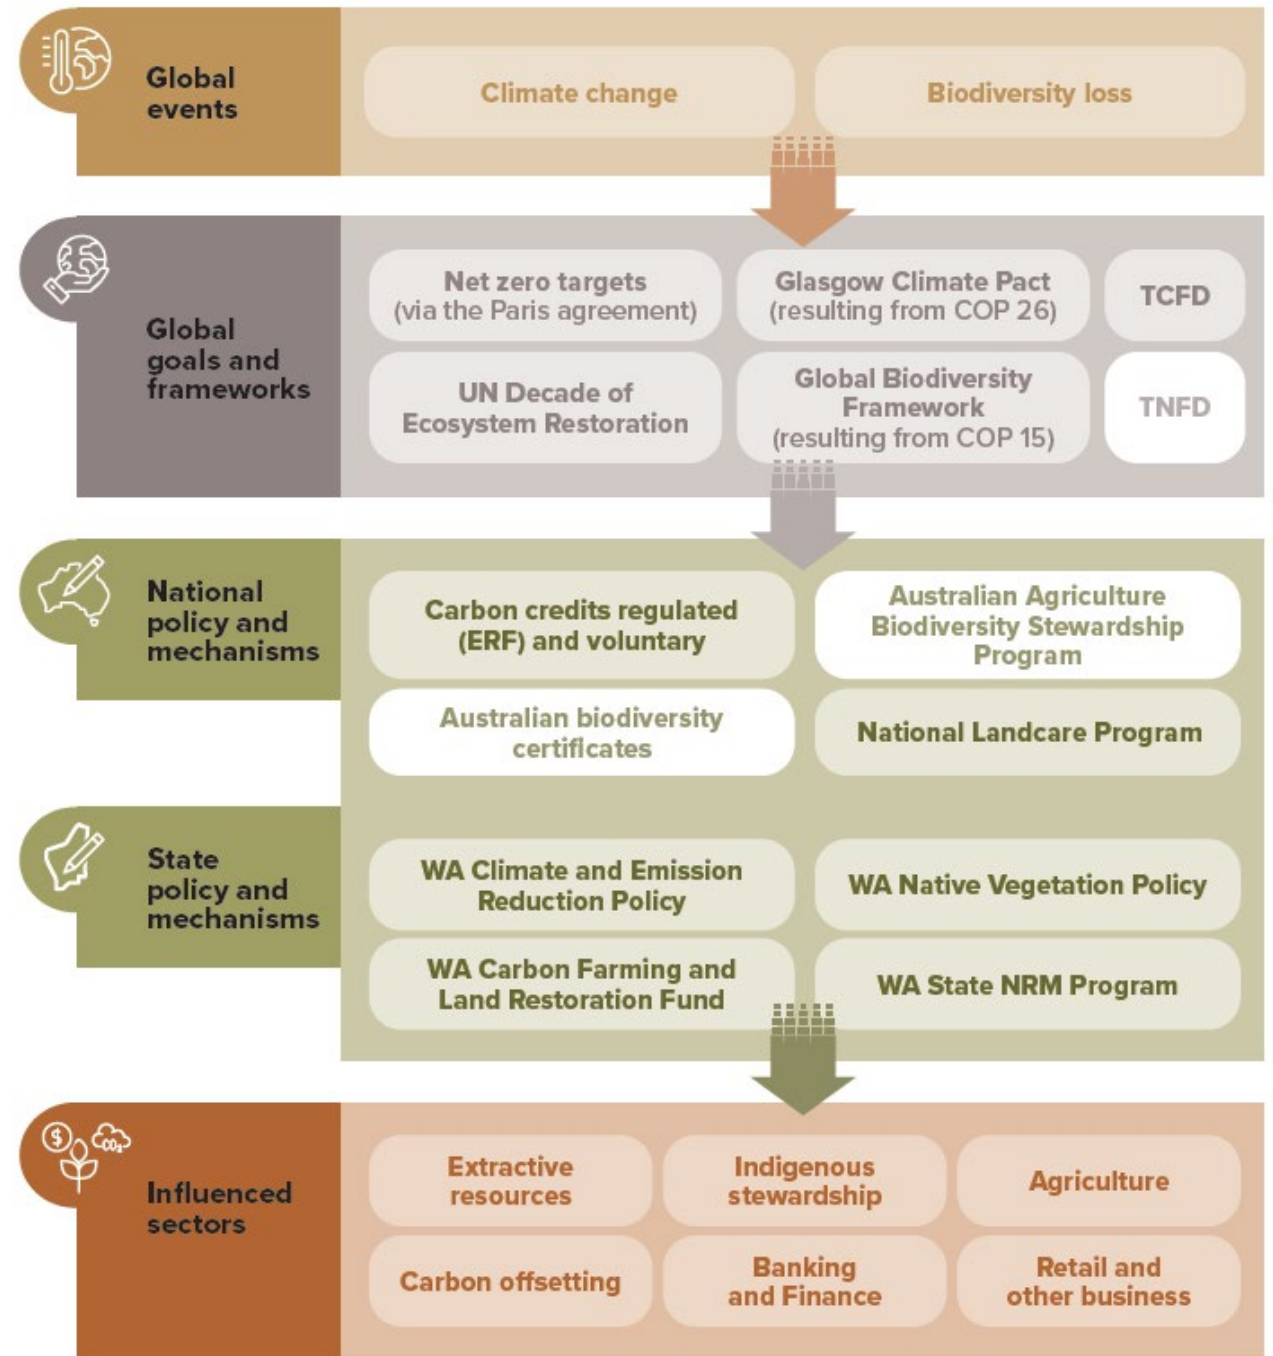 Global
events
Climate change
Biodiversity loss
Global
goals and
frameworks
Net zero targets
(via the Paris agreement)
Glasgow Climate Pact
(resulting from COP 26)
TCFD
UN Decade of
Ecosystem Restoration
Global Biodiversity
Framework
(resulting from COP 15)
TNFD
National
policy and
mechanisms
Carbon credits regulated
(ERF) and voluntary
Australian Agriculture
Biodiversity Stewardship
Program
Australian biodiversity
certificates
National Landcare Program
State
policy and
mechanisms
WA Climate and Emission
Reduction Policy
WA Native Vegetation Policy
WA Carbon Farming and
Land Restoration Fund
WA State NRM Program
$
CO₂
Influenced
sectors
Extractive
resources
Indigenous
stewardship
Agriculture
Carbon offsetting
Banking
and Finance
Retail and
other business